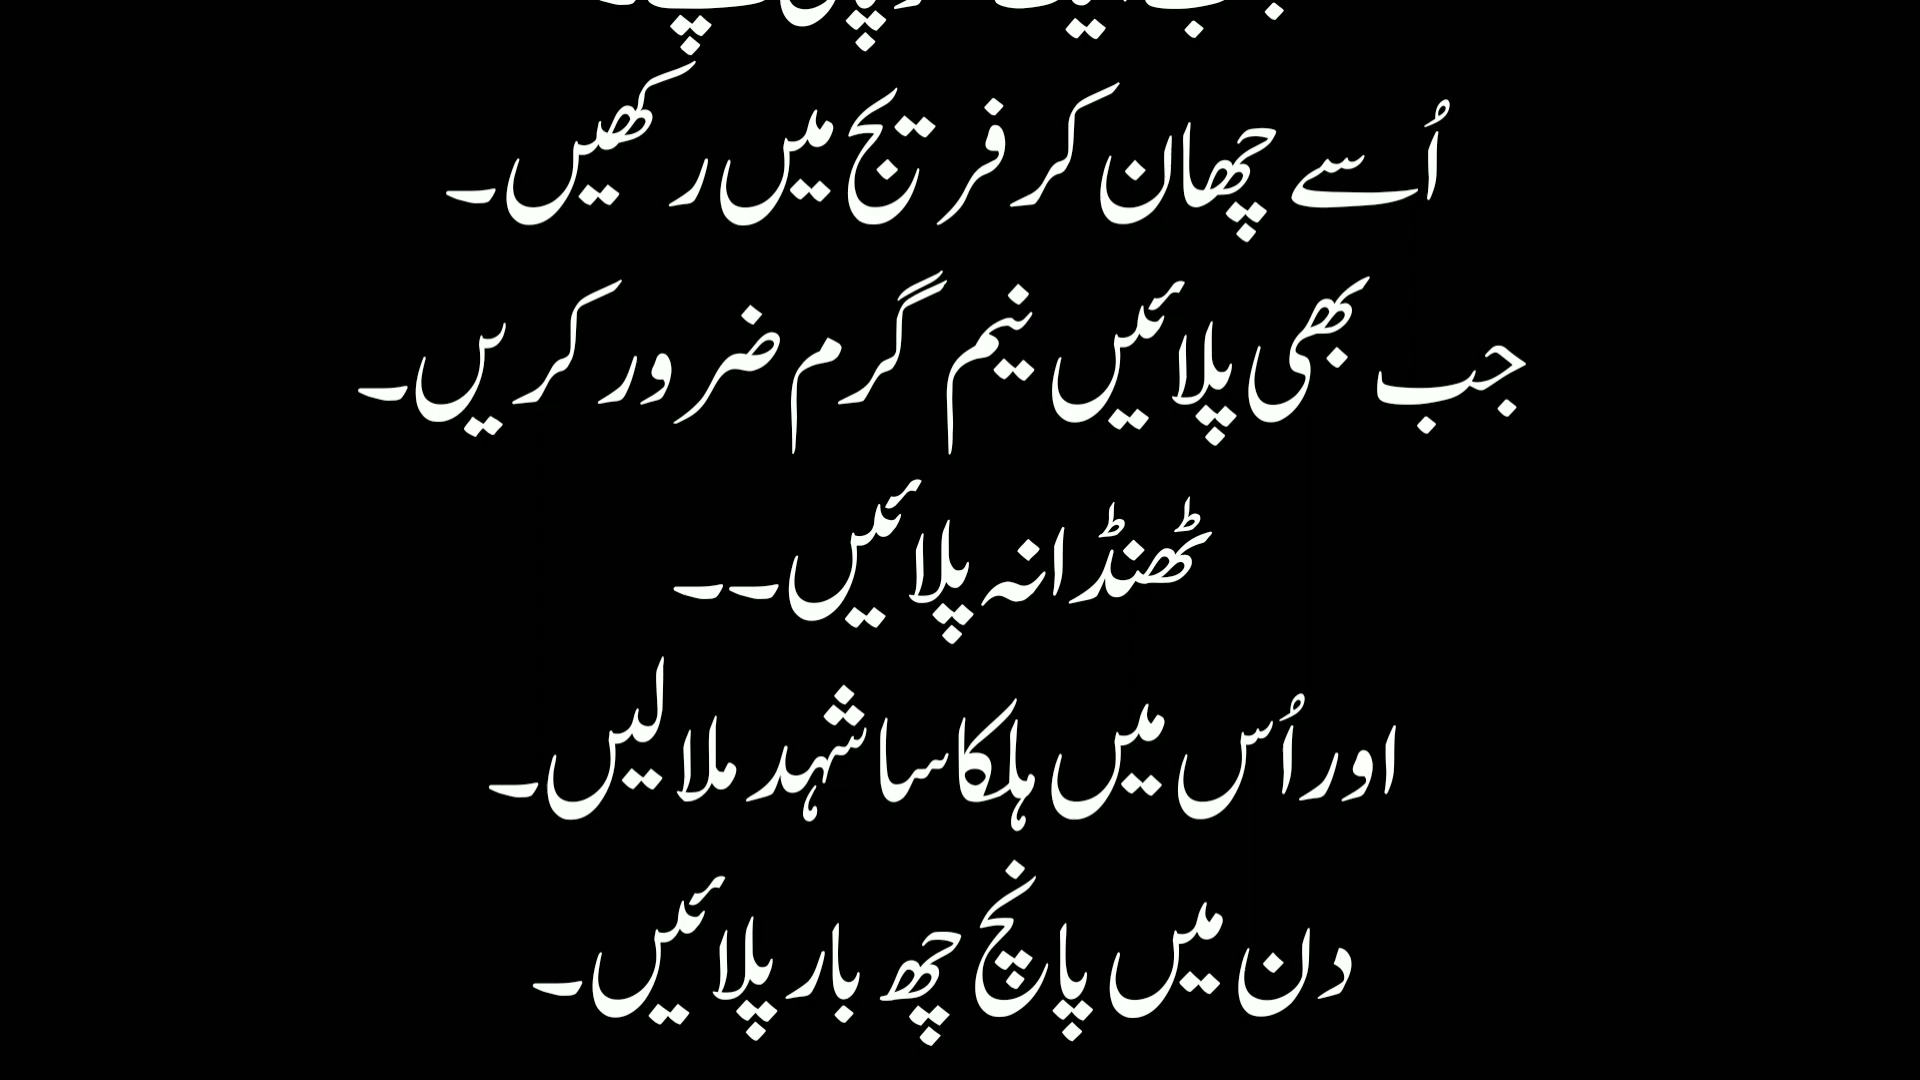 اُسے چھان کر فریج میں رکھیں۔
جب بھی پلائیں نیم گرم ضرور کریں۔
ٹھنڈا نہ پلائیں۔۔
اور اُس میں ہلکا سا شہد ملا لیں۔
دن میں پانچ چھ بار پلائیں۔